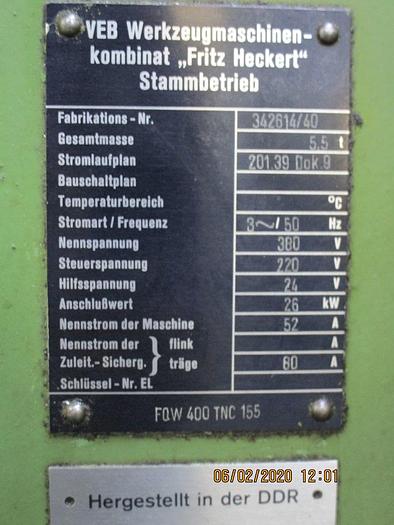 VEB Werkzeugmaschinen-
kombinat „Fritz Heckert"
Stammbetrieb
Fabrikations-Nr. 342614/40
Gesamtmasse 5.5 t
Stromlaufplan 201.39 Dok.9
Bauschaltplan
Temperaturbereich °C
Stromart / Frequenz 3~/50 Hz
Nennspannung 380 V
Steuerspannung 220 V
Hilfsspannung 24 V
Anschlußwert 26 kW
Nennstrom der Maschine 52 A
Nennstrom der } flink A
Zuleit.-Sicherg. } träge 80 A
Schlüssel-Nr. EL
FQW 400 TNC 155
06/02/2020 12:01
Hergestellt in der DDR